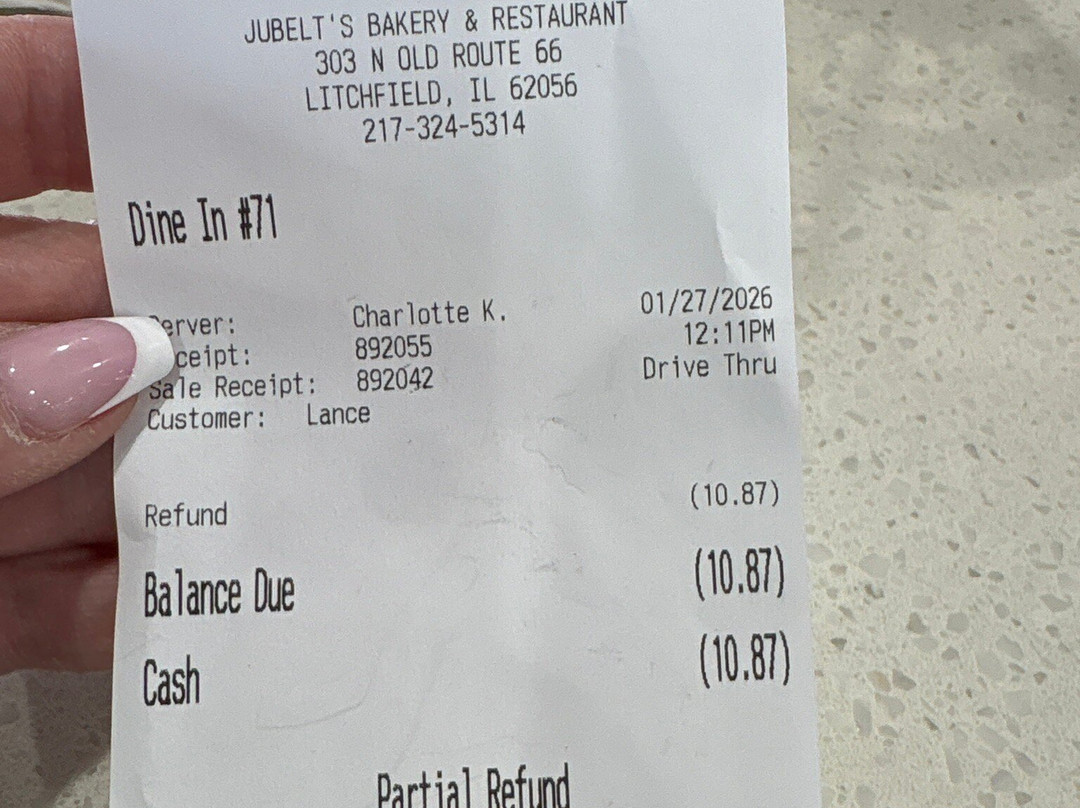 JUBELT'S BAKERY & RESTAURANT
303 N OLD ROUTE 66
LITCHFIELD, IL 62056
217-324-5314
Dine In #71
Server: Charlotte K. 01/27/2026
ceipt: 892055 12:11PM
Sale Receipt: 892042 Drive Thru
Customer: Lance
Refund (10.87)
Balance Due (10.87)
Cash (10.87)
Partial Refund